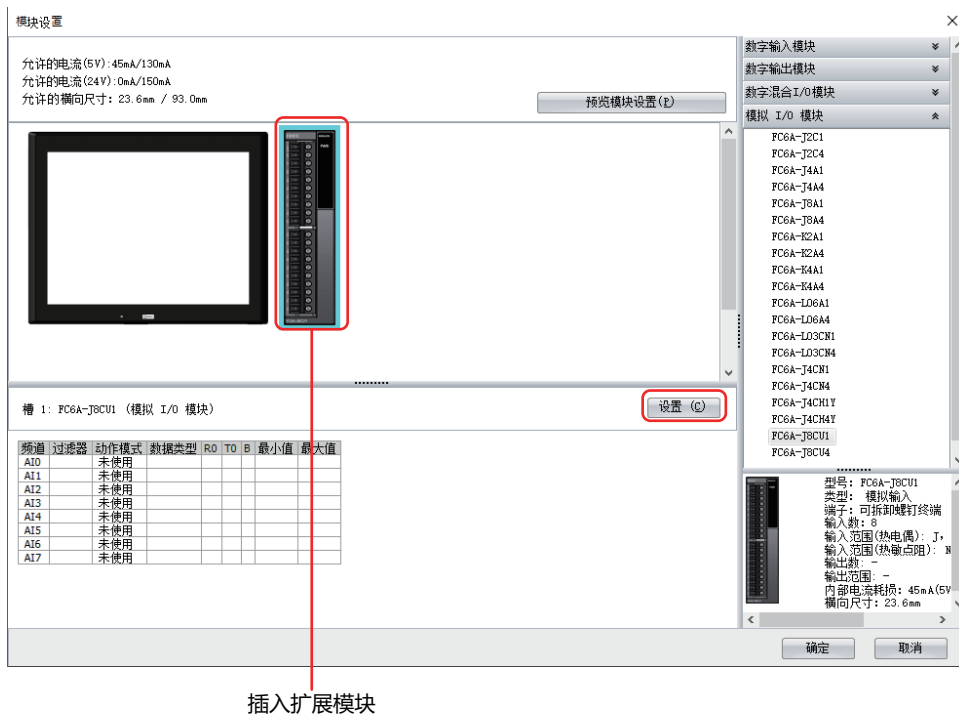 模块设置
允许的电流(5V):45mA/130mA
允许的电流(24V):0mA/150mA
允许的横向尺寸: 23.6mm / 93.0mm
预览模块设置(P)
槽 1: FC6A-J8CU1 (模拟 I/O 模块)
设置 (C)
频道 过滤器 动作模式 数据类型 R0 T0 B 最小值 最大值
AI0 未使用
AI1 未使用
AI2 未使用
AI3 未使用
AI4 未使用
AI5 未使用
AI6 未使用
AI7 未使用
数字输入模块
数字输出模块
数字混合I/O模块
模拟 I/O 模块
FC6A-J2C1
FC6A-J2C4
FC6A-J4A1
FC6A-J4A4
FC6A-J8A1
FC6A-J8A4
FC6A-K2A1
FC6A-K2A4
FC6A-K4A1
FC6A-K4A4
FC6A-L06A1
FC6A-L06A4
FC6A-L03CN1
FC6A-L03CN4
FC6A-J4CN1
FC6A-J4CN4
FC6A-J4CH1Y
FC6A-J4CH4Y
FC6A-J8CU1
FC6A-J8CU4
型号: FC6A-J8CU1
类型: 模拟输入
端子: 可拆卸螺钉终端
输入数: 8
输入范围(热电偶): J,
输入范围(热敏点阻): N
输出数: -
输出范围: -
内部电流耗损: 45mA(5V
横向尺寸: 23.6mm
确定
取消
插入扩展模块